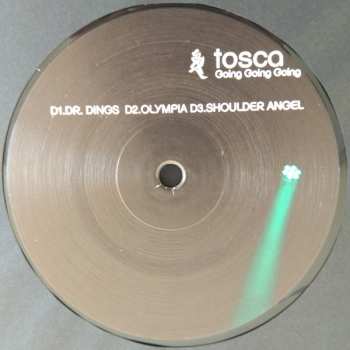 tosca
Going Going Going
D1.DR. DINGS D2.OLYMPIA D3.SHOULDER ANGEL